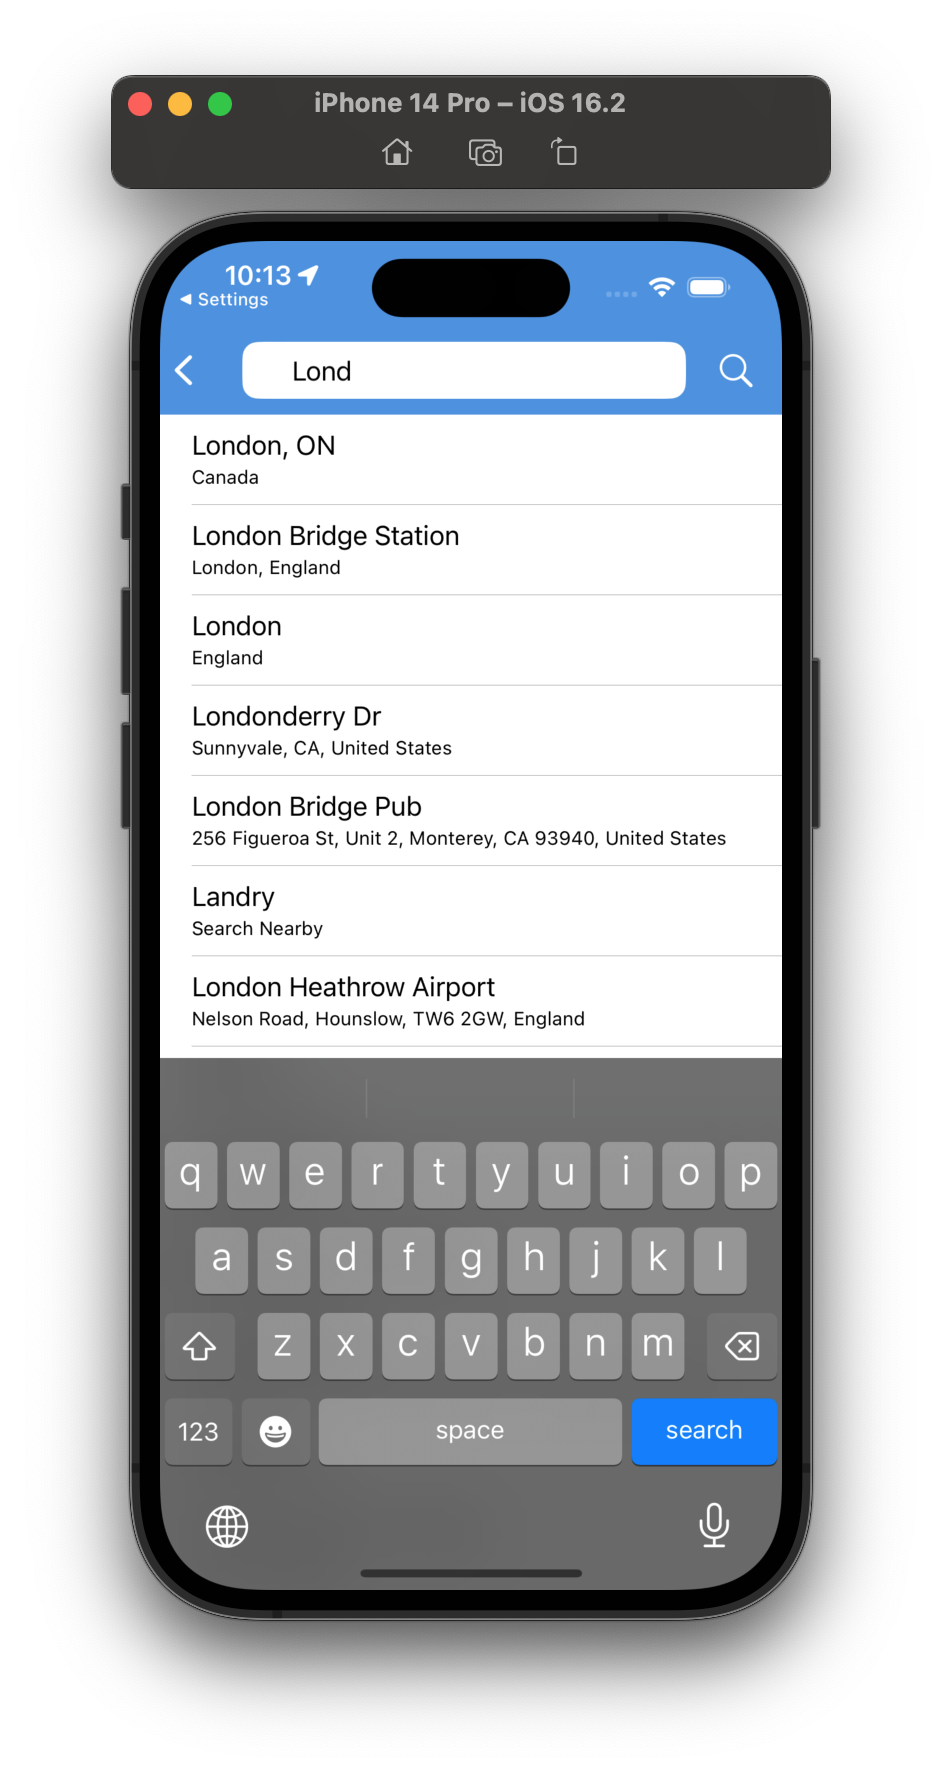 iPhone 14 Pro – iOS 16.2
10:13
◀ Settings
Lond
London, ON
Canada
London Bridge Station
London, England
London
England
Londonderry Dr
Sunnyvale, CA, United States
London Bridge Pub
256 Figueroa St, Unit 2, Monterey, CA 93940, United States
Landry
Search Nearby
London Heathrow Airport
Nelson Road, Hounslow, TW6 2GW, England
q w e r t y u i o p
a s d f g h j k l
z x c v b n m
123 space search